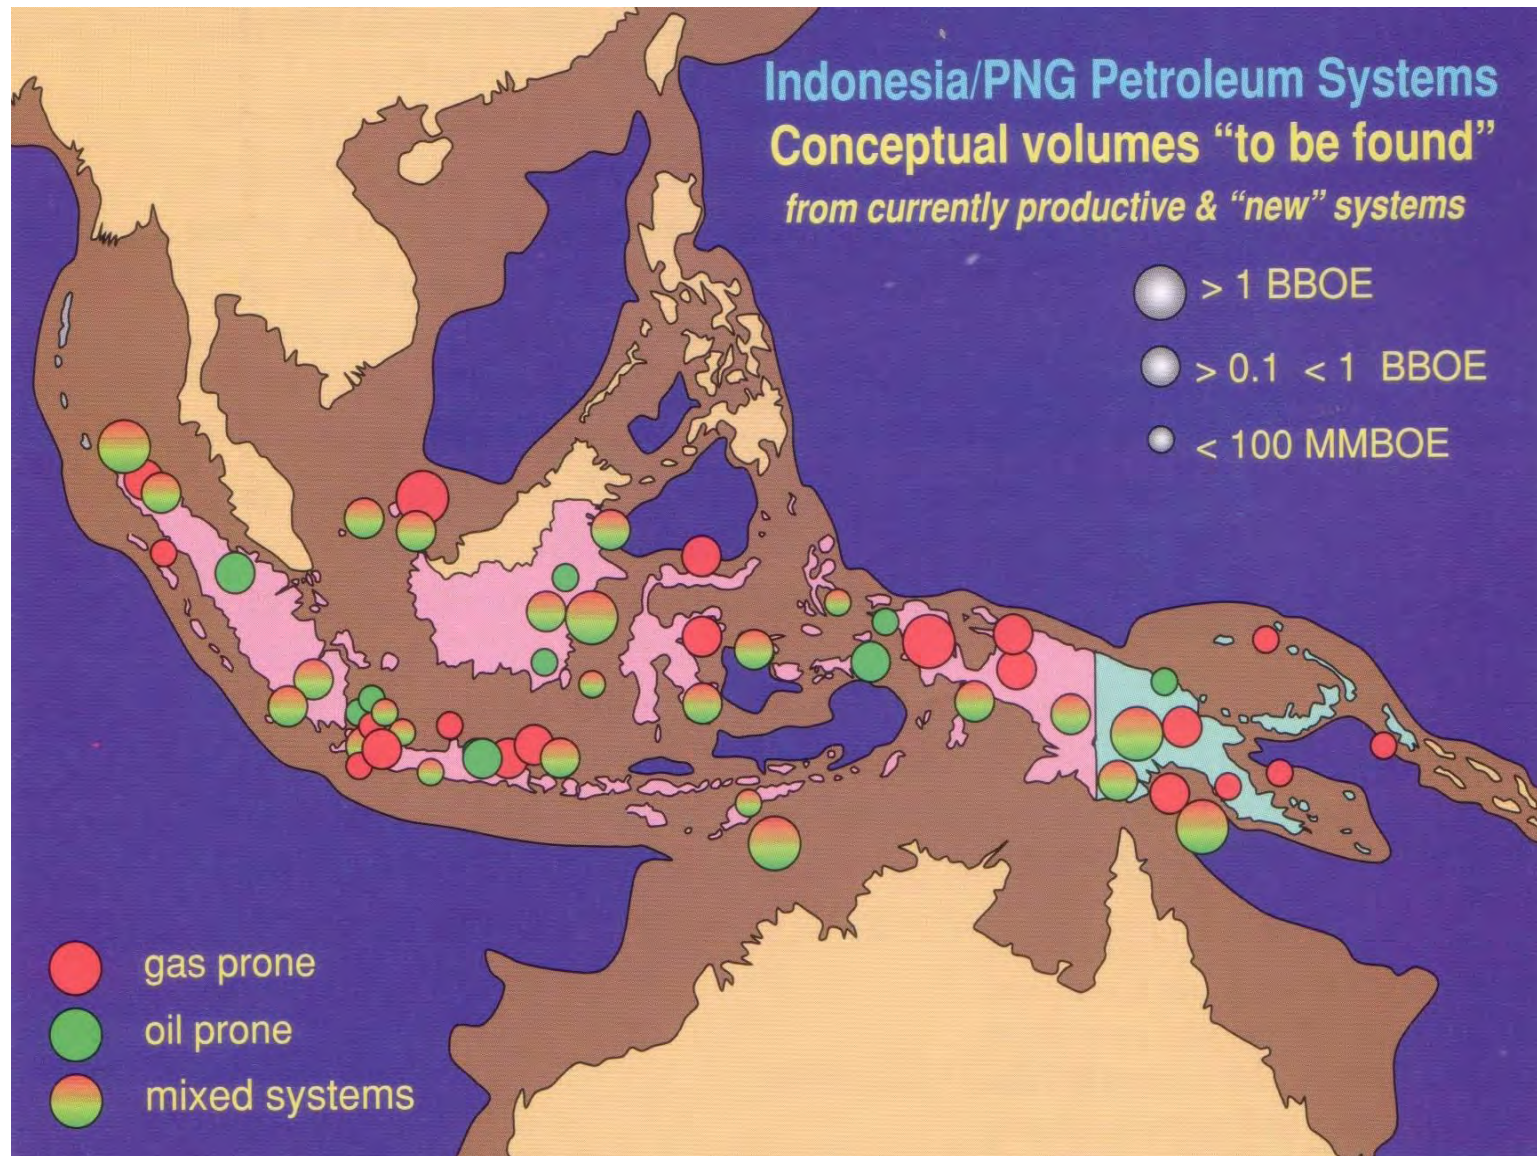 Indonesia/PNG Petroleum Systems
Conceptual volumes “to be found”
from currently productive & “new” systems
> 1 BBOE
> 0.1 < 1 BBOE
< 100 MMBOE
gas prone
oil prone
mixed systems